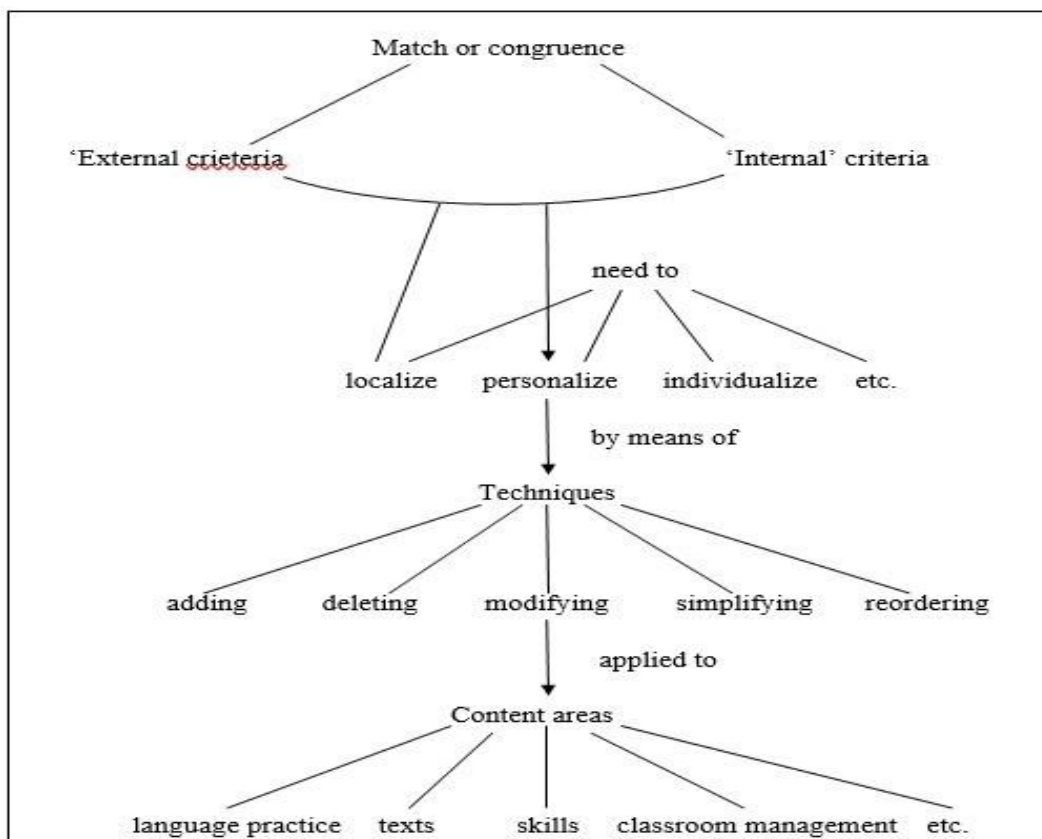 Match or congruence
‘External crieteria
‘Internal’ criteria
need to
localize personalize individualize etc.
by means of
Techniques
adding deleting modifying simplifying reordering
applied to
Content areas
language practice texts skills classroom management etc.